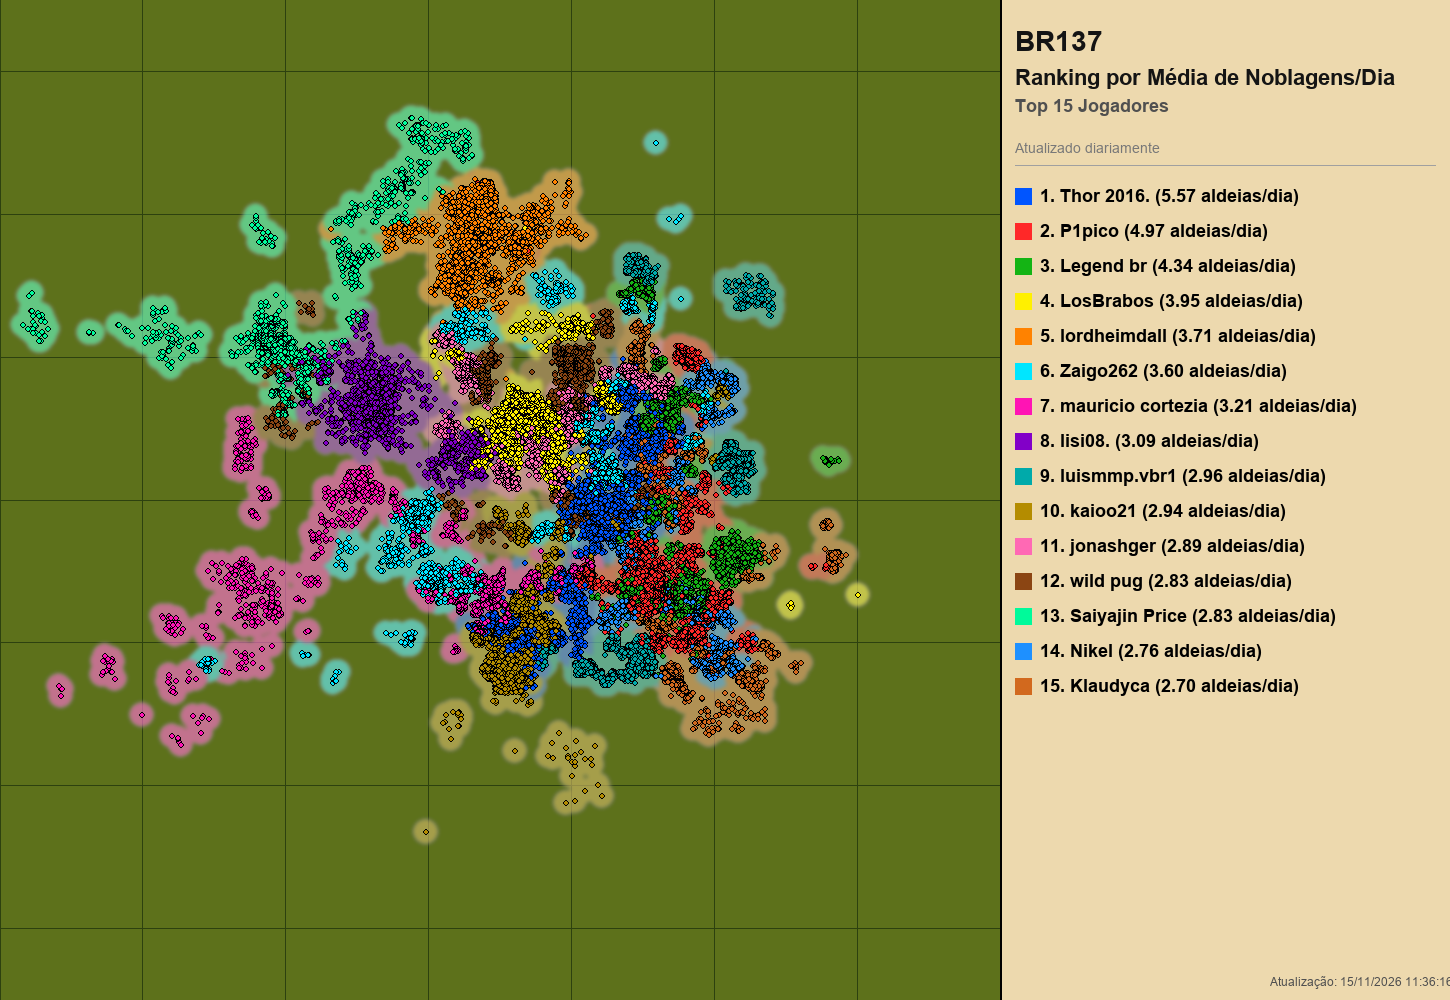 BR137
Ranking por Média de Noblagens/Dia
Top 15 Jogadores
Atualizado diariamente
1. Thor 2016. (5.57 aldeias/dia)
2. P1pico (4.97 aldeias/dia)
3. Legend br (4.34 aldeias/dia)
4. LosBrabos (3.95 aldeias/dia)
5. lordheimdall (3.71 aldeias/dia)
6. Zaigo262 (3.60 aldeias/dia)
7. mauricio cortezia (3.21 aldeias/dia)
8. lisi08. (3.09 aldeias/dia)
9. luismmp.vbr1 (2.96 aldeias/dia)
10. kaioo21 (2.94 aldeias/dia)
11. jonashger (2.89 aldeias/dia)
12. wild pug (2.83 aldeias/dia)
13. Saiyajin Price (2.83 aldeias/dia)
14. Nikel (2.76 aldeias/dia)
15. Klaudyca (2.70 aldeias/dia)
Atualização: 15/11/2026 11:36:16